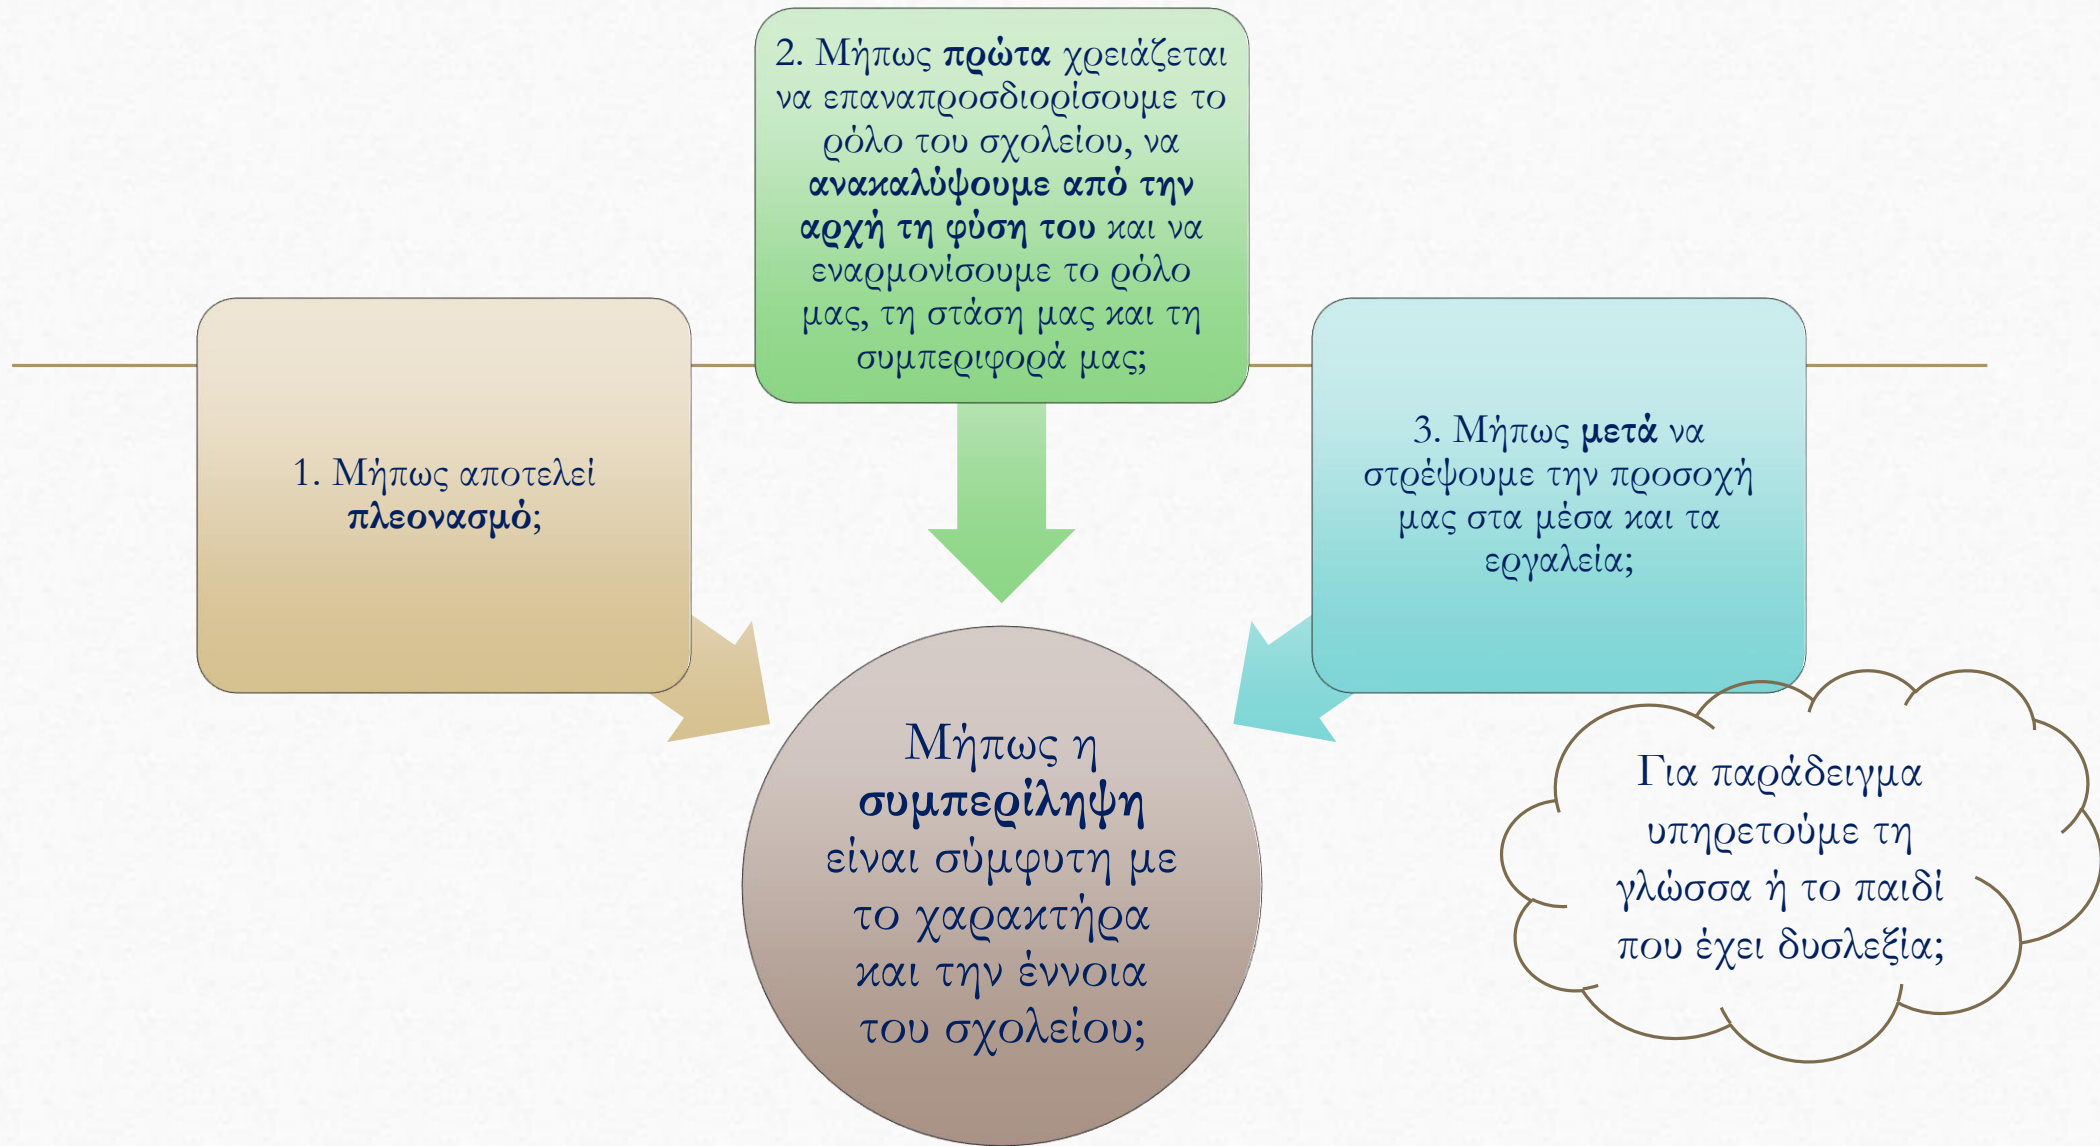 1. Μήπως αποτελεί
πλεονασμό;
2. Μήπως πρώτα χρειάζεται
να επαναπροσδιορίσουμε το
ρόλο του σχολείου, να
ανακαλύψουμε από την
αρχή τη φύση του και να
εναρμονίσουμε το ρόλο
μας, τη στάση μας και τη
συμπεριφορά μας;
3. Μήπως μετά να
στρέψουμε την προσοχή
μας στα μέσα και τα
εργαλεία;
Μήπως η
συμπερίληψη
είναι σύμφυτη με
το χαρακτήρα
και την έννοια
του σχολείου;
Για παράδειγμα
υπηρετούμε τη
γλώσσα ή το παιδί
που έχει δυσλεξία;